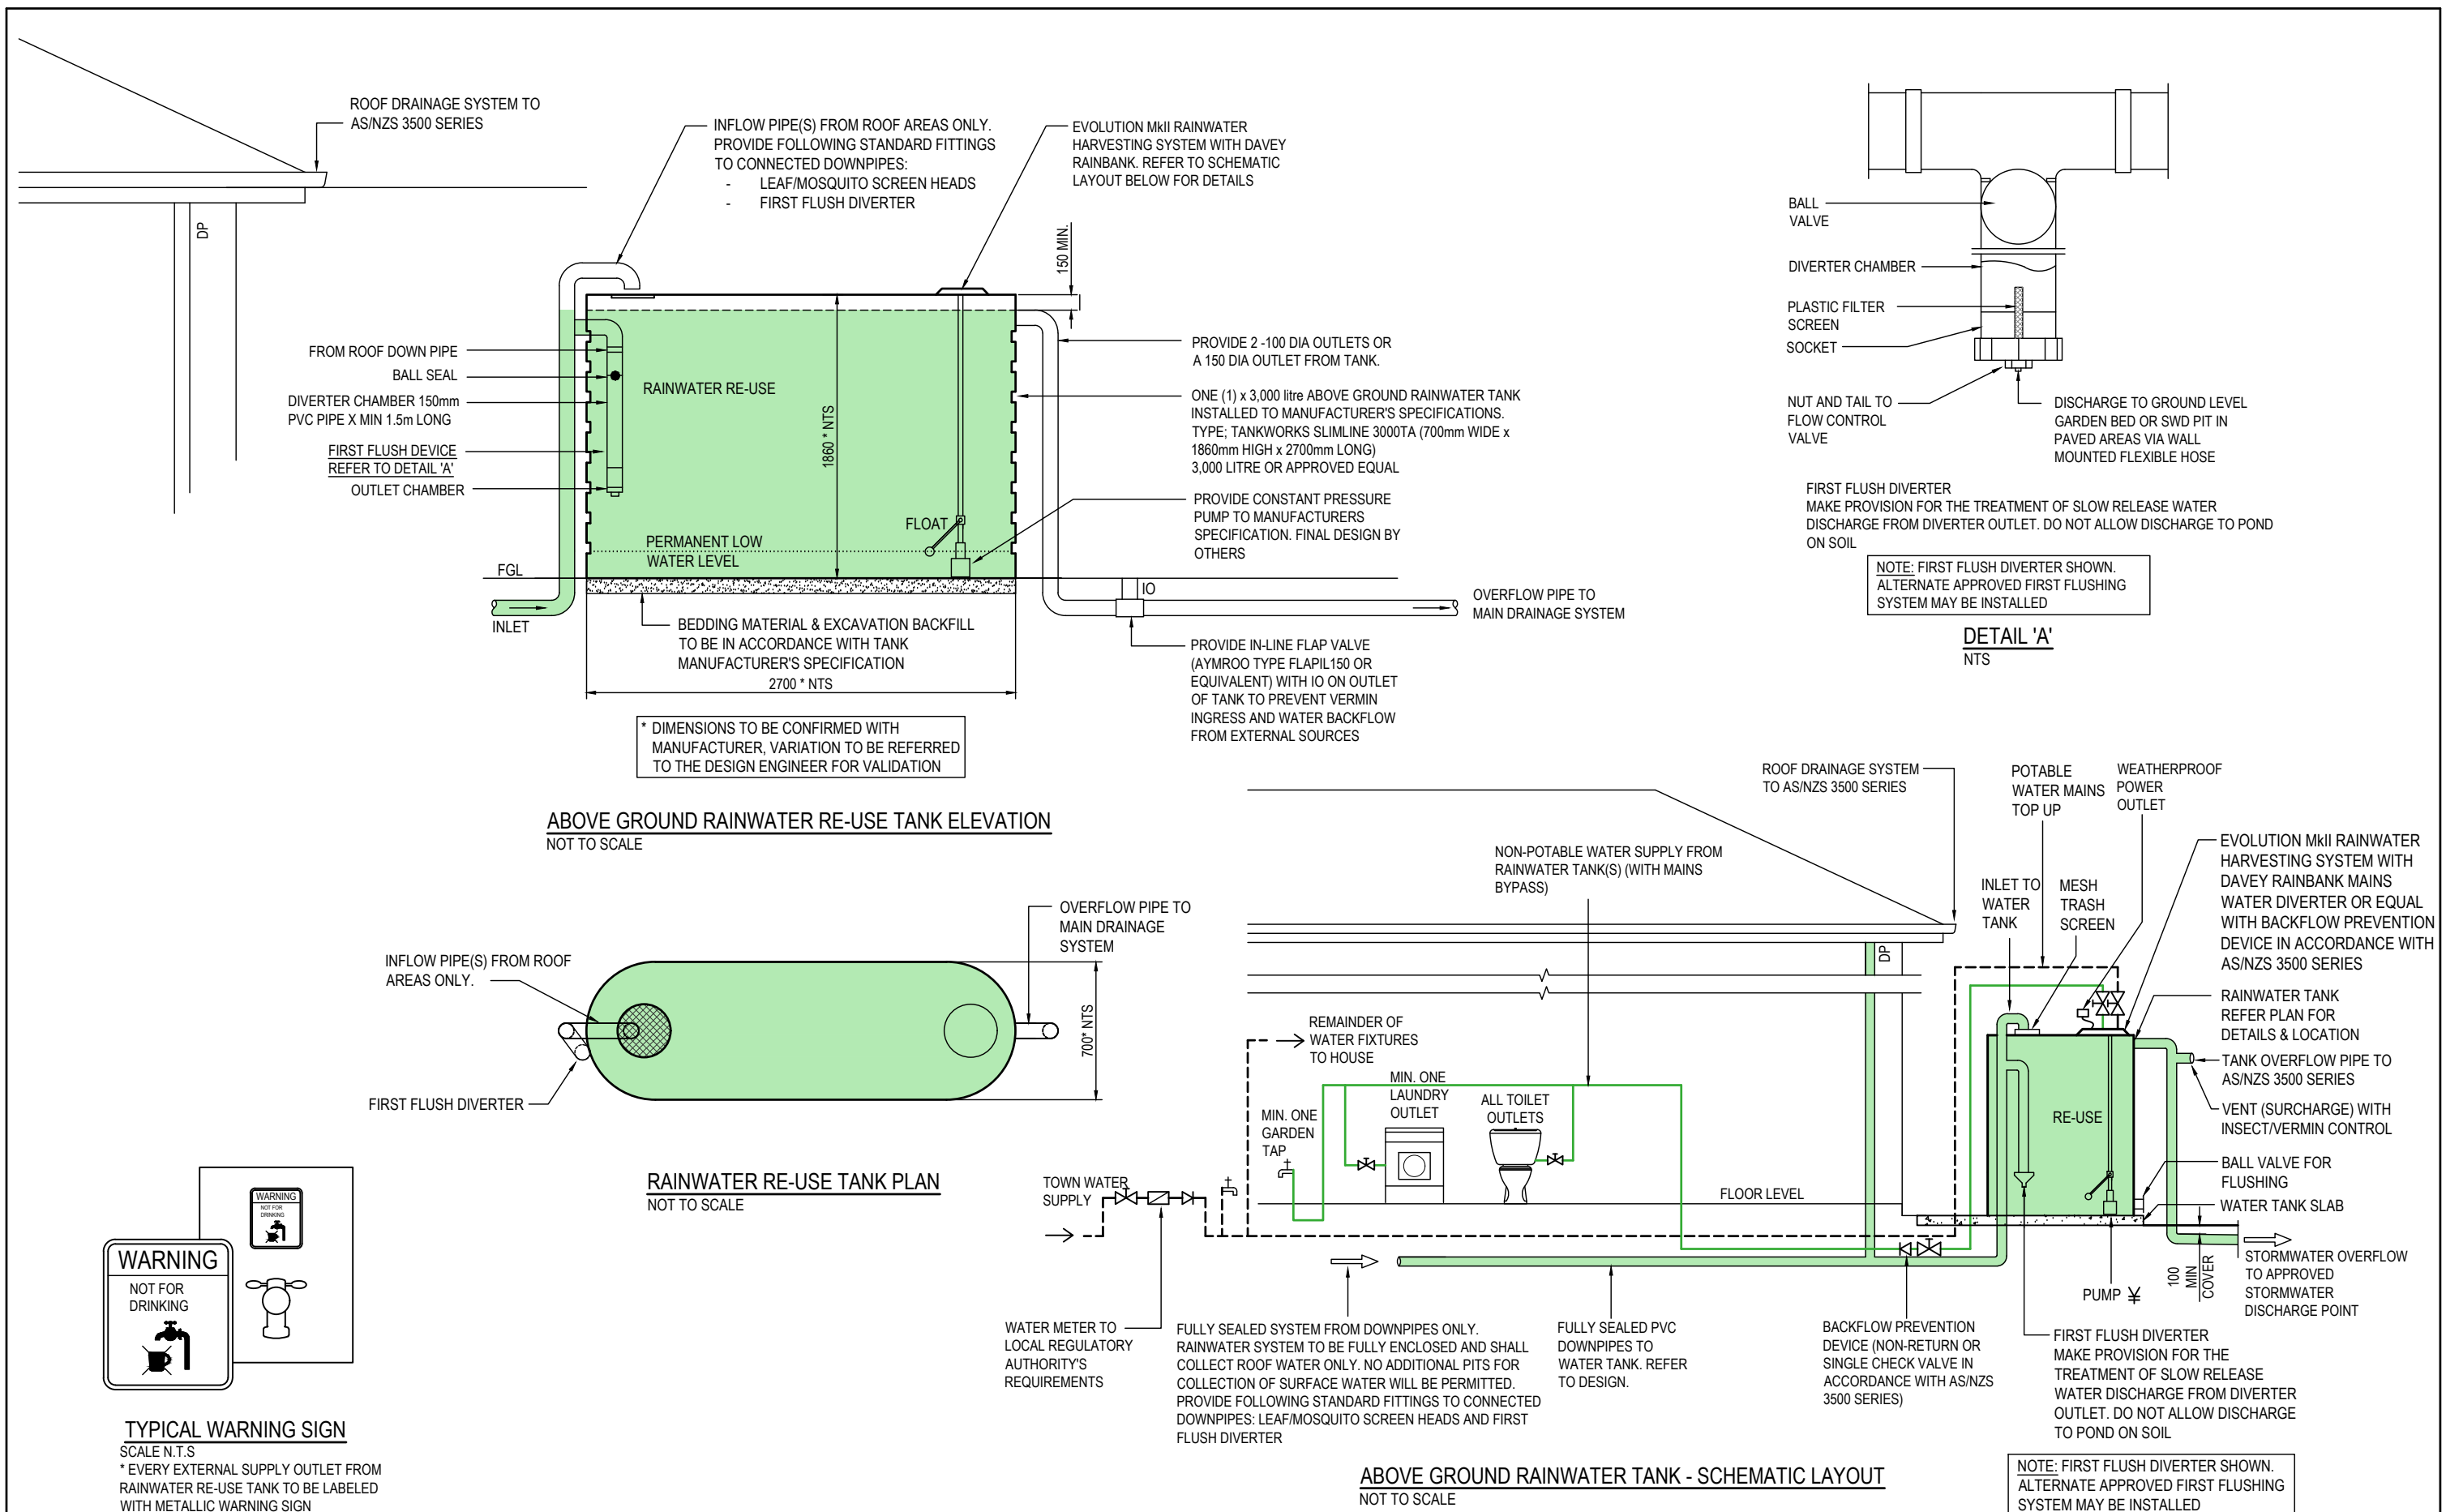 ROOF DRAINAGE SYSTEM TO
AS/NZS 3500 SERIES
DP
INFLOW PIPE(S) FROM ROOF AREAS ONLY.
PROVIDE FOLLOWING STANDARD FITTINGS
TO CONNECTED DOWNPIPES:
- LEAF/MOSQUITO SCREEN HEADS
- FIRST FLUSH DIVERTER
EVOLUTION MkII RAINWATER
HARVESTING SYSTEM WITH DAVEY
RAINBANK. REFER TO SCHEMATIC
LAYOUT BELOW FOR DETAILS
150 MIN.
FROM ROOF DOWN PIPE
BALL SEAL
DIVERTER CHAMBER 150mm
PVC PIPE X MIN 1.5m LONG
FIRST FLUSH DEVICE
REFER TO DETAIL 'A'
OUTLET CHAMBER
RAINWATER RE-USE
1860 * NTS
FLOAT
PERMANENT LOW
WATER LEVEL
FGL
INLET
IO
PROVIDE 2 -100 DIA OUTLETS OR
A 150 DIA OUTLET FROM TANK.
ONE (1) x 3,000 litre ABOVE GROUND RAINWATER TANK
INSTALLED TO MANUFACTURER'S SPECIFICATIONS.
TYPE; TANKWORKS SLIMLINE 3000TA (700mm WIDE x
1860mm HIGH x 2700mm LONG)
3,000 LITRE OR APPROVED EQUAL
PROVIDE CONSTANT PRESSURE
PUMP TO MANUFACTURERS
SPECIFICATION. FINAL DESIGN BY
OTHERS
OVERFLOW PIPE TO
MAIN DRAINAGE SYSTEM
BEDDING MATERIAL & EXCAVATION BACKFILL
TO BE IN ACCORDANCE WITH TANK
MANUFACTURER'S SPECIFICATION
2700 * NTS
PROVIDE IN-LINE FLAP VALVE
(AYMROO TYPE FLAPIL150 OR
EQUIVALENT) WITH IO ON OUTLET
OF TANK TO PREVENT VERMIN
INGRESS AND WATER BACKFLOW
FROM EXTERNAL SOURCES
* DIMENSIONS TO BE CONFIRMED WITH
MANUFACTURER, VARIATION TO BE REFERRED
TO THE DESIGN ENGINEER FOR VALIDATION
ABOVE GROUND RAINWATER RE-USE TANK ELEVATION
NOT TO SCALE
BALL
VALVE
DIVERTER CHAMBER
PLASTIC FILTER
SCREEN
SOCKET
NUT AND TAIL TO
FLOW CONTROL
VALVE
DISCHARGE TO GROUND LEVEL
GARDEN BED OR SWD PIT IN
PAVED AREAS VIA WALL
MOUNTED FLEXIBLE HOSE
FIRST FLUSH DIVERTER
MAKE PROVISION FOR THE TREATMENT OF SLOW RELEASE WATER
DISCHARGE FROM DIVERTER OUTLET. DO NOT ALLOW DISCHARGE TO POND
ON SOIL
NOTE: FIRST FLUSH DIVERTER SHOWN.
ALTERNATE APPROVED FIRST FLUSHING
SYSTEM MAY BE INSTALLED
DETAIL 'A'
NTS
INFLOW PIPE(S) FROM ROOF
AREAS ONLY.
FIRST FLUSH DIVERTER
OVERFLOW PIPE TO
MAIN DRAINAGE
SYSTEM
700* NTS
RAINWATER RE-USE TANK PLAN
NOT TO SCALE
WARNING
NOT FOR
DRINKING
WARNING
NOT FOR
DRINKING
TYPICAL WARNING SIGN
SCALE N.T.S
* EVERY EXTERNAL SUPPLY OUTLET FROM
RAINWATER RE-USE TANK TO BE LABELED
WITH METALLIC WARNING SIGN
ROOF DRAINAGE SYSTEM
TO AS/NZS 3500 SERIES
POTABLE
WATER MAINS
TOP UP
WEATHERPROOF
POWER
OUTLET
NON-POTABLE WATER SUPPLY FROM
RAINWATER TANK(S) (WITH MAINS
BYPASS)
INLET TO
WATER
TANK
MESH
TRASH
SCREEN
EVOLUTION MkII RAINWATER
HARVESTING SYSTEM WITH
DAVEY RAINBANK MAINS
WATER DIVERTER OR EQUAL
WITH BACKFLOW PREVENTION
DEVICE IN ACCORDANCE WITH
AS/NZS 3500 SERIES
DP
RAINWATER TANK
REFER PLAN FOR
DETAILS & LOCATION
TANK OVERFLOW PIPE TO
AS/NZS 3500 SERIES
VENT (SURCHARGE) WITH
INSECT/VERMIN CONTROL
BALL VALVE FOR
FLUSHING
WATER TANK SLAB
REMAINDER OF
WATER FIXTURES
TO HOUSE
MIN. ONE
GARDEN
TAP
MIN. ONE
LAUNDRY
OUTLET
ALL TOILET
OUTLETS
RE-USE
TOWN WATER
SUPPLY
FLOOR LEVEL
PUMP ¥
100
MIN
COVER
STORMWATER OVERFLOW
TO APPROVED
STORMWATER
DISCHARGE POINT
WATER METER TO
LOCAL REGULATORY
AUTHORITY'S
REQUIREMENTS
FULLY SEALED SYSTEM FROM DOWNPIPES ONLY.
RAINWATER SYSTEM TO BE FULLY ENCLOSED AND SHALL
COLLECT ROOF WATER ONLY. NO ADDITIONAL PITS FOR
COLLECTION OF SURFACE WATER WILL BE PERMITTED.
PROVIDE FOLLOWING STANDARD FITTINGS TO CONNECTED
DOWNPIPES: LEAF/MOSQUITO SCREEN HEADS AND FIRST
FLUSH DIVERTER
FULLY SEALED PVC
DOWNPIPES TO
WATER TANK. REFER
TO DESIGN.
BACKFLOW PREVENTION
DEVICE (NON-RETURN OR
SINGLE CHECK VALVE IN
ACCORDANCE WITH AS/NZS
3500 SERIES)
FIRST FLUSH DIVERTER
MAKE PROVISION FOR THE
TREATMENT OF SLOW RELEASE
WATER DISCHARGE FROM DIVERTER
OUTLET. DO NOT ALLOW DISCHARGE
TO POND ON SOIL
ABOVE GROUND RAINWATER TANK - SCHEMATIC LAYOUT
NOT TO SCALE
NOTE: FIRST FLUSH DIVERTER SHOWN.
ALTERNATE APPROVED FIRST FLUSHING
SYSTEM MAY BE INSTALLED